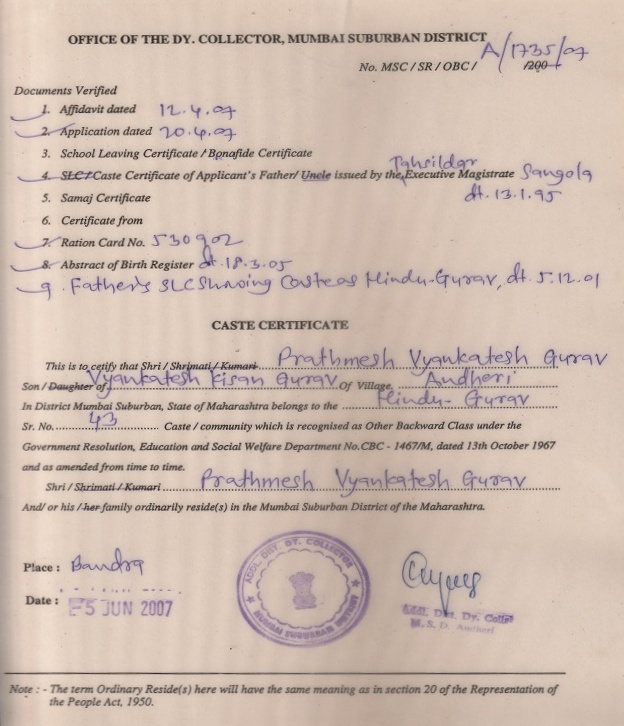 OFFICE OF THE DY. COLLECTOR, MUMBAI SUBURBAN DISTRICT
No. MSC / SR / OBC / A/1735/07 /200
Documents Verified
1. Affidavit dated 12.4.07
2. Application dated 20.4.07
3. School Leaving Certificate / Bonafide Certificate
Tahsildar
4. SLC/Caste Certificate of Applicant's Father/ Uncle issued by the Executive Magistrate Sangola
dt. 13.1.95
5. Samaj Certificate
6. Certificate from
7. Ration Card No. 530902
8. Abstract of Birth Register dt. 18.3.05
9. Father's SLC Showing Caste as Hindu-Gurav, dt. 5.12.01
CASTE CERTIFICATE
This is to cetify that Shri / Shrimati / Kumari Prathmesh Vyankatesh Gurav
Son / Daughter of Vyankatesh Kisan Gurav Of Village. Andheri
In District Mumbai Suburban, State of Maharashtra belongs to the Hindu-Gurav
Sr. No. 43 Caste / community which is recognised as Other Backward Class under the
Government Resolution, Education and Social Welfare Department No.CBC - 1467/M, dated 13th October 1967
and as amended from time to time.
Shri / Shrimati / Kumari Prathmesh Vyankatesh Gurav
And/ or his / her family ordinarily reside(s) in the Mumbai Suburban District of the Maharashtra.
Place : Bandra
Date : -5 JUN 2007
ADDL. DIST. DY. COLLECTOR
MUMBAI SUBURBAN DISTRICT
Addl. Dist. Dy. Colle
M. S. D. Andheri
Note : - The term Ordinary Reside(s) here will have the same meaning as in section 20 of the Representation of
the People Act, 1950.